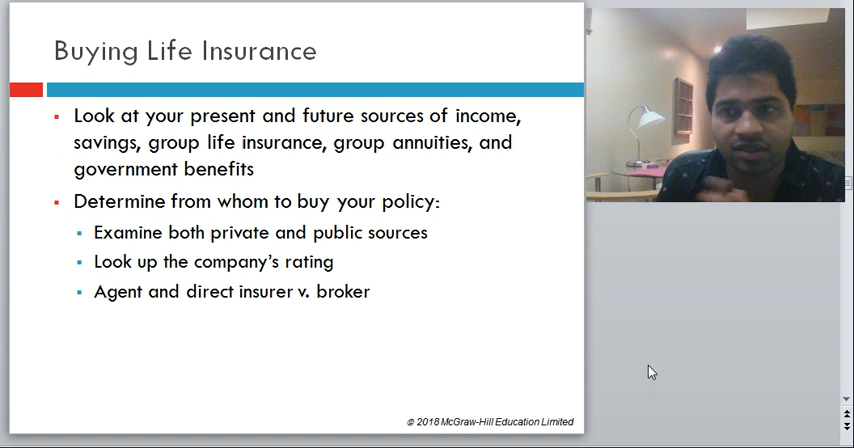 Buying Life Insurance
Look at your present and future sources of income,
savings, group life insurance, group annuities, and
government benefits
Determine from whom to buy your policy:
Examine both private and public sources
Look up the company's rating
Agent and direct insurer v. broker
© 2018 McGraw-Hill Education Limited